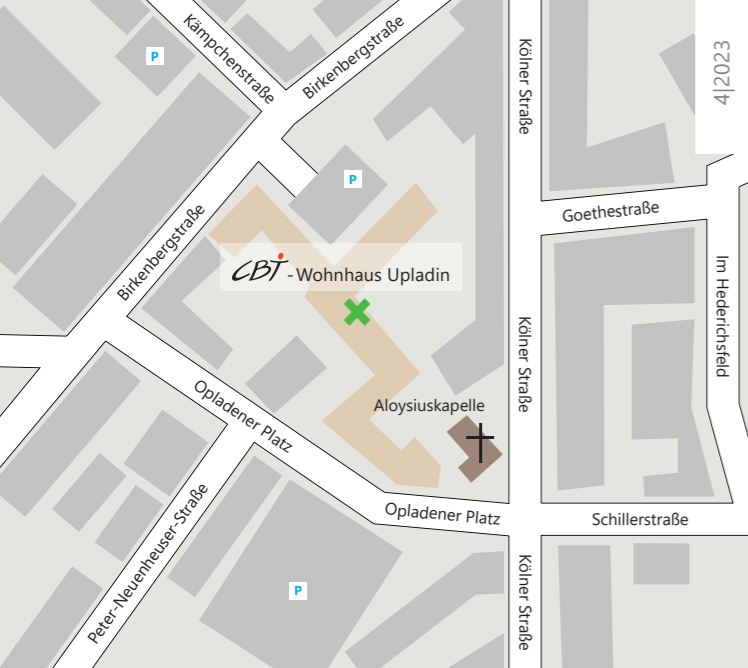 Kämpchenstraße
Birkenbergstraße
Kölner Straße
4|2023
P
P
Goethestraße
Birkenbergstraße
CBT - Wohnhaus Upladin
Im Hederichsfeld
Kölner Straße
Opladener Platz
Aloysiuskapelle
Opladener Platz
Schillerstraße
Peter-Neuenheuser-Straße
P
Kölner Straße